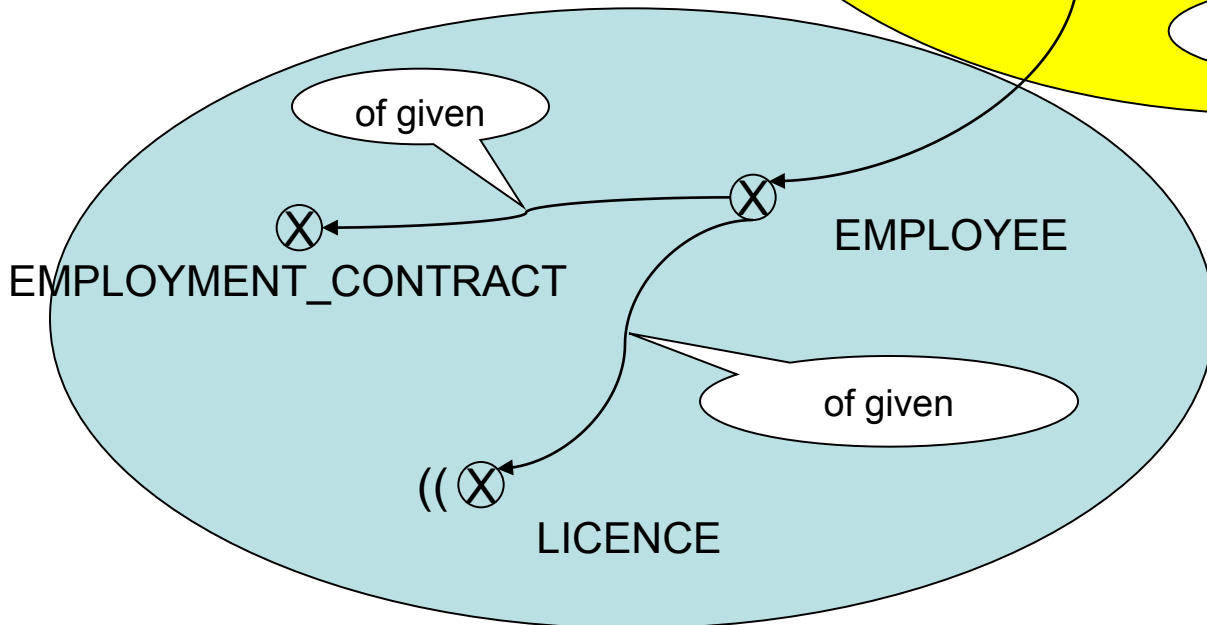 of given
X
X
EMPLOYEE
EMPLOYMENT_CONTRACT
of given
(( X
LICENCE